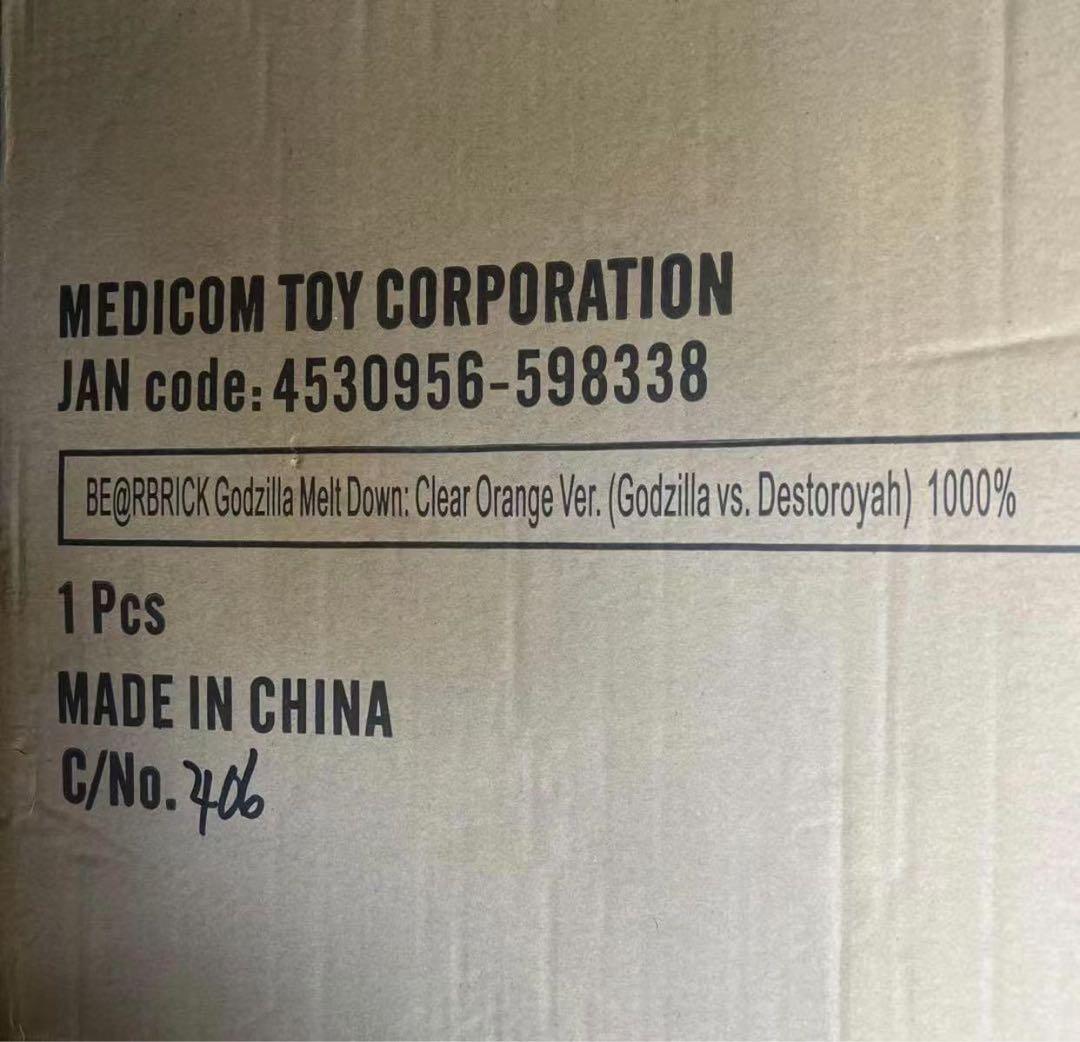 MEDICOM TOY CORPORATION
JAN code: 4530956-598338
BE@RBRICK Godzilla Melt Down: Clear Orange Ver. (Godzilla vs. Destoroyah) 1000%
1 Pcs
MADE IN CHINA
C/No. 406